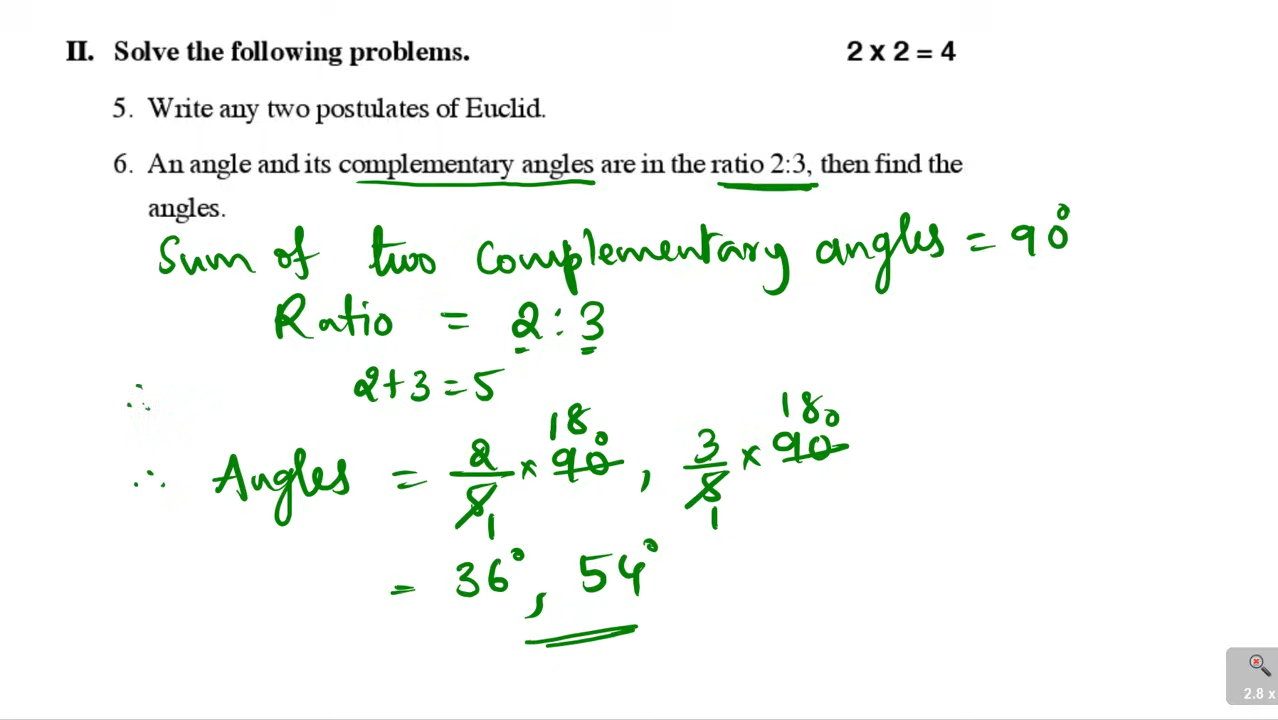 II. Solve the following problems. 2 x 2 = 4
5. Write any two postulates of Euclid.
6. An angle and its complementary angles are in the ratio 2:3, then find the
angles.
Sum of two complementary angles = 90°
Ratio = 2 : 3
2+3=5
∴
18 18
∴ Angles = 2/5 × 90°, 3/5 × 90°
1 1
= 36°, 54°
2.8 x